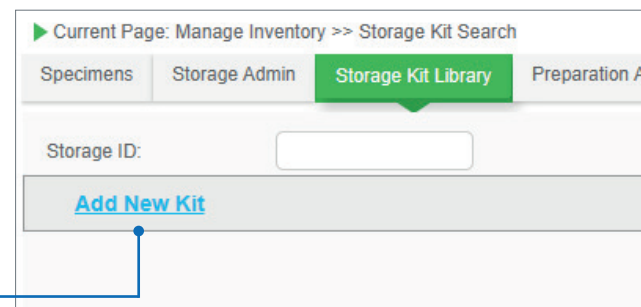 Current Page: Manage Inventory >> Storage Kit Search
Specimens Storage Admin Storage Kit Library Preparation A
Storage ID:
Add New Kit